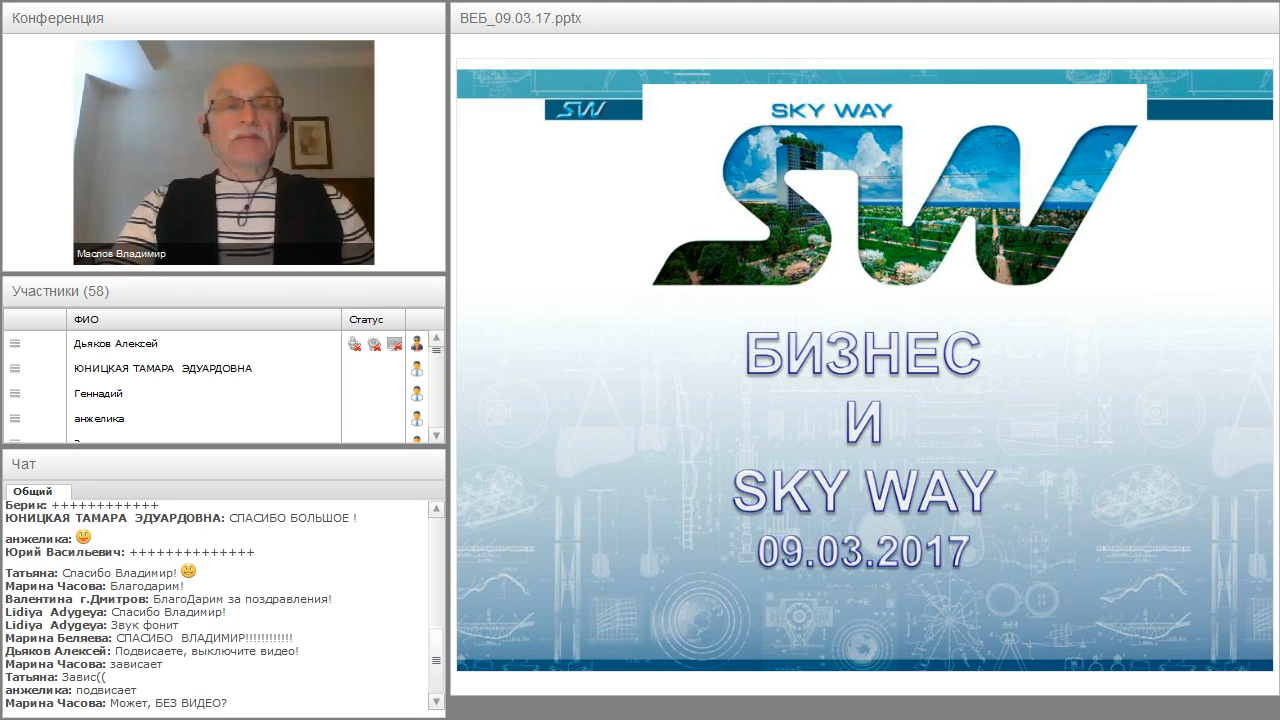 Конференция
Маслов Владимир
Участники (58)
ФИО
Статус
Дьяков Алексей
ЮНИЦКАЯ ТАМАРА ЭДУАРДОВНА
Геннадий
анжелика
Чат
Общий
Берик: ++++++++++++
ЮНИЦКАЯ ТАМАРА ЭДУАРДОВНА: СПАСИБО БОЛЬШОЕ !
анжелика:
Юрий Васильевич: ++++++++++++++
Татьяна: Спасибо Владимир!
Марина Часова: Благодарим!
Валентина г.Дмитров: БлагоДарим за поздравления!
Lidiya Adygeya: Спасибо Владимир!
Lidiya Adygeya: Звук фонит
Марина Беляева: СПАСИБО ВЛАДИМИР!!!!!!!!!!!!
Дьяков Алексей: Подвисаете, выключите видео!
Марина Часова: зависает
Татьяна: Завис((
анжелика: подвисает
Марина Часова: Может, БЕЗ ВИДЕО?
ВЕБ_09.03.17.pptx
SW
SKY WAY
SW
БИЗНЕС
И
SKY WAY
09.03.2017